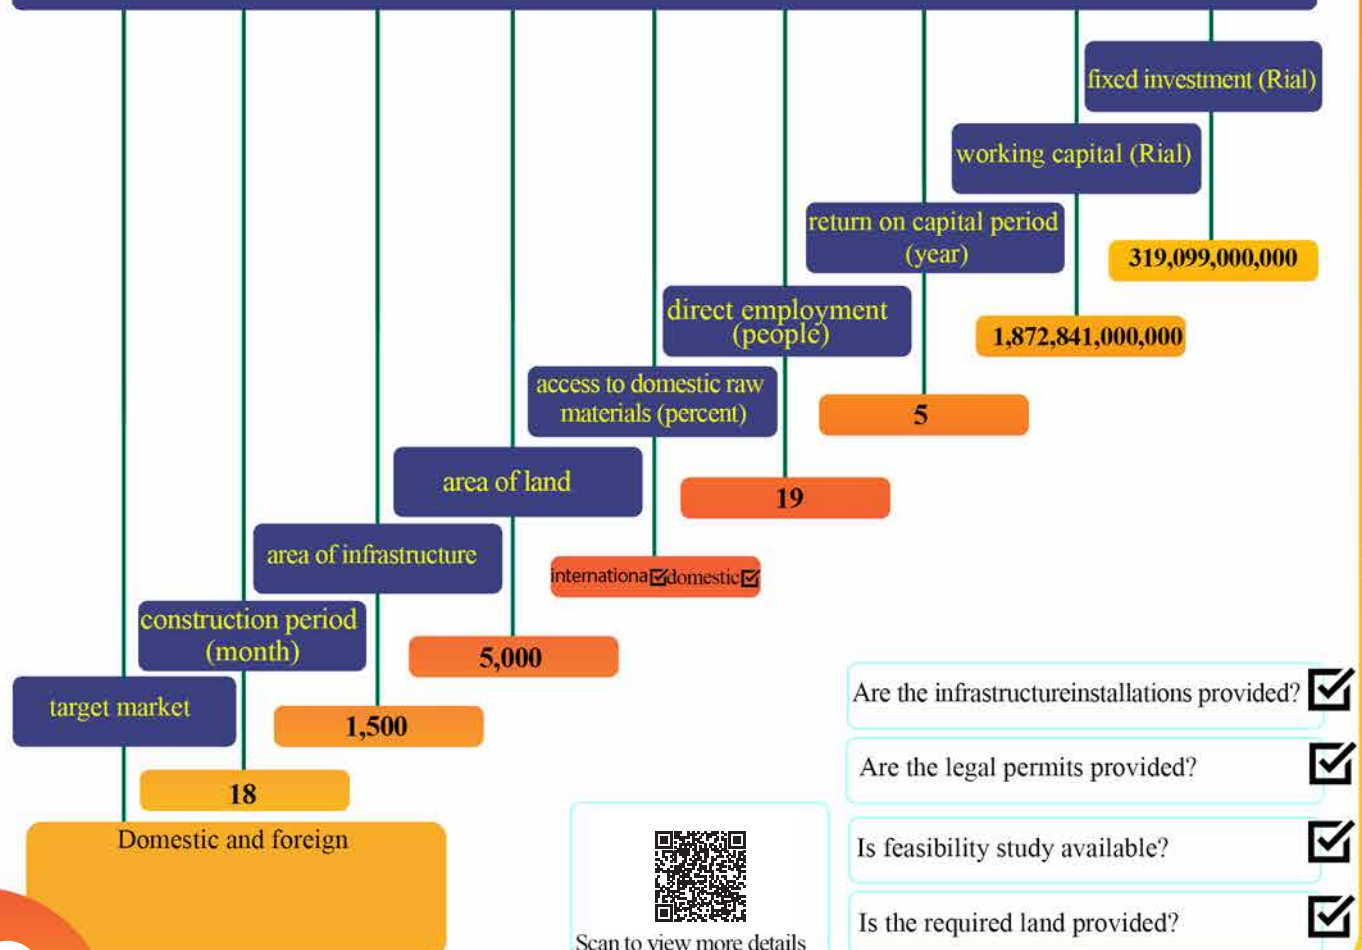 fixed investment (Rial)
319,099,000,000
working capital (Rial)
1,872,841,000,000
return on capital period
(year)
5
direct employment
(people)
19
access to domestic raw
materials (percent)
internationa☑domestic☑
area of land
5,000
area of infrastructure
1,500
construction period
(month)
18
target market
Domestic and foreign
Are the infrastructureinstallations provided? ☑
Are the legal permits provided? ☑
Is feasibility study available? ☑
Is the required land provided? ☑
Scan to view more details